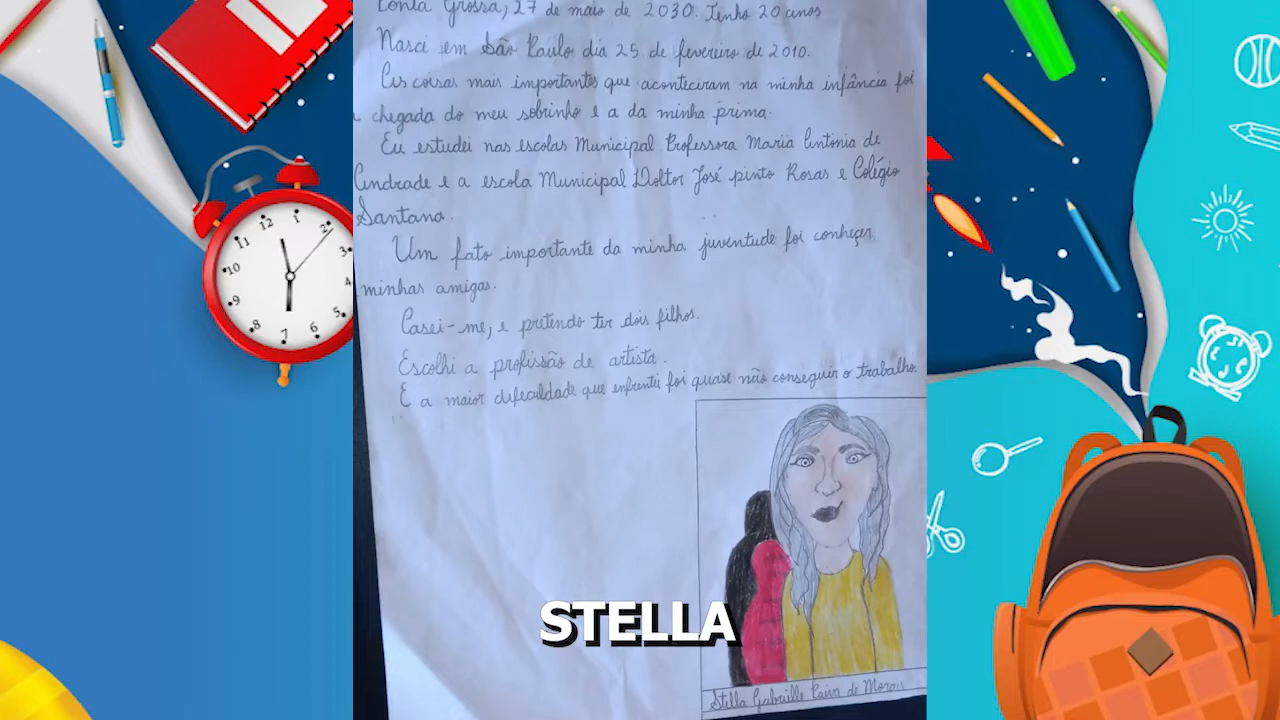 Ponta Grossa, 27 de maio de 2030. Tenho 20 anos
Nasci em São Paulo dia 25 de fevereiro de 2010.
As coisas mais importantes que aconteceram na minha infância foi
a chegada do meu sobrinho e a da minha prima.
Eu estudei nas escolas Municipal Professora Maria Antonia de
Andrade e a escola Municipal Doltor José pinto Rosas e Colégio
Santana.
Um fato importante da minha juventude foi conheçer
minhas amigas.
Casei-me, e pretendo ter dois filhos.
Escolhi a profissão de artista.
E a maior dificuldade que enfrentei foi quase não conseguir o trabalho.
STELLA
Stella Gabrielle de Morais